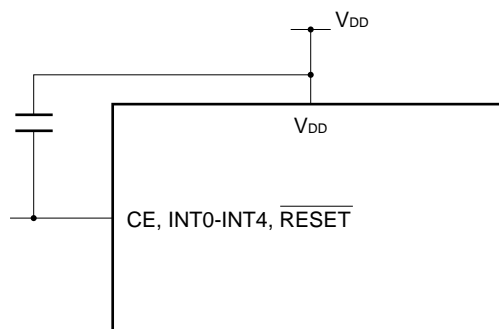 VDD
VDD
CE, INT0-INT4, RESET